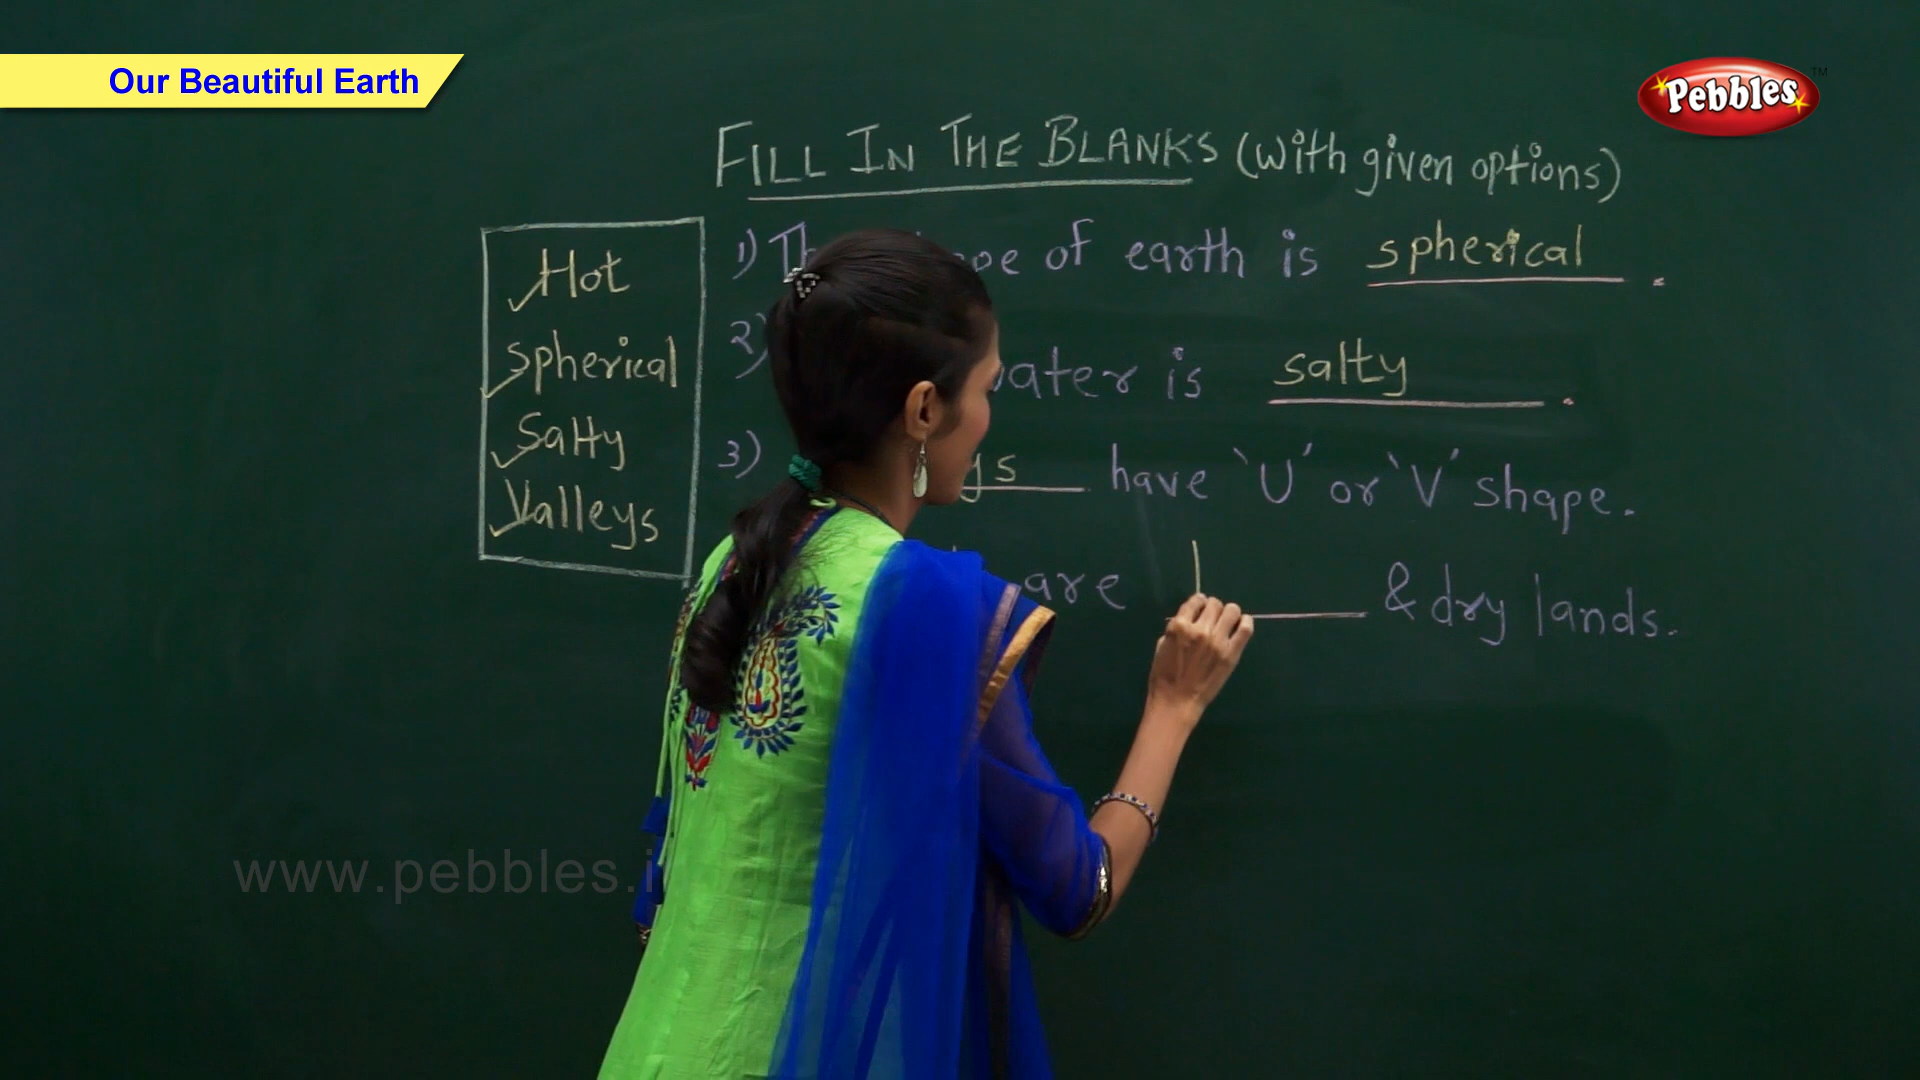 Our Beautiful Earth
Pebbles TM
FILL IN THE BLANKS (with given options)
Hot
Spherical
Salty
Valleys
1) of earth is spherical .
2) is salty .
3) have 'U' or 'V' shape.
are & dry lands.
www.pebbles.i